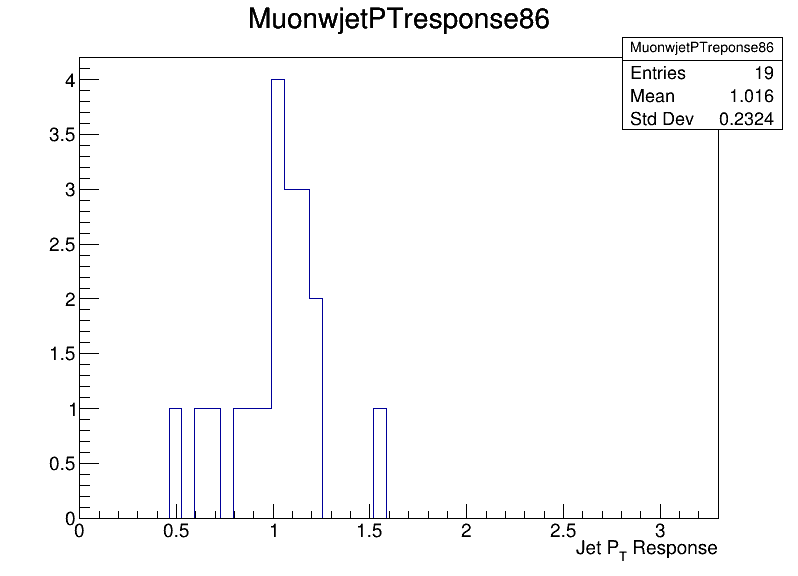 MuonwjetPTresponse86
MuonwjetPTreponse86
Entries 19
Mean 1.016
Std Dev 0.2324
4
3.5
3
2.5
2
1.5
1
0.5
0
0 0.5 1 1.5 2 2.5 3
Jet PT Response